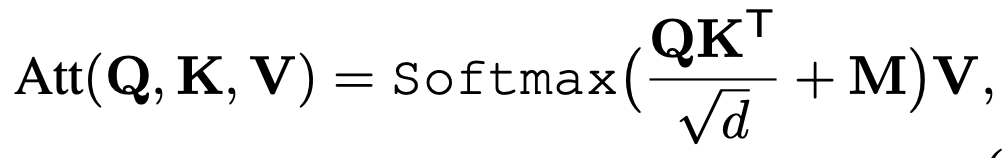 Att(Q, K, V) = Softmax(QK^⊤/√d + M)V,